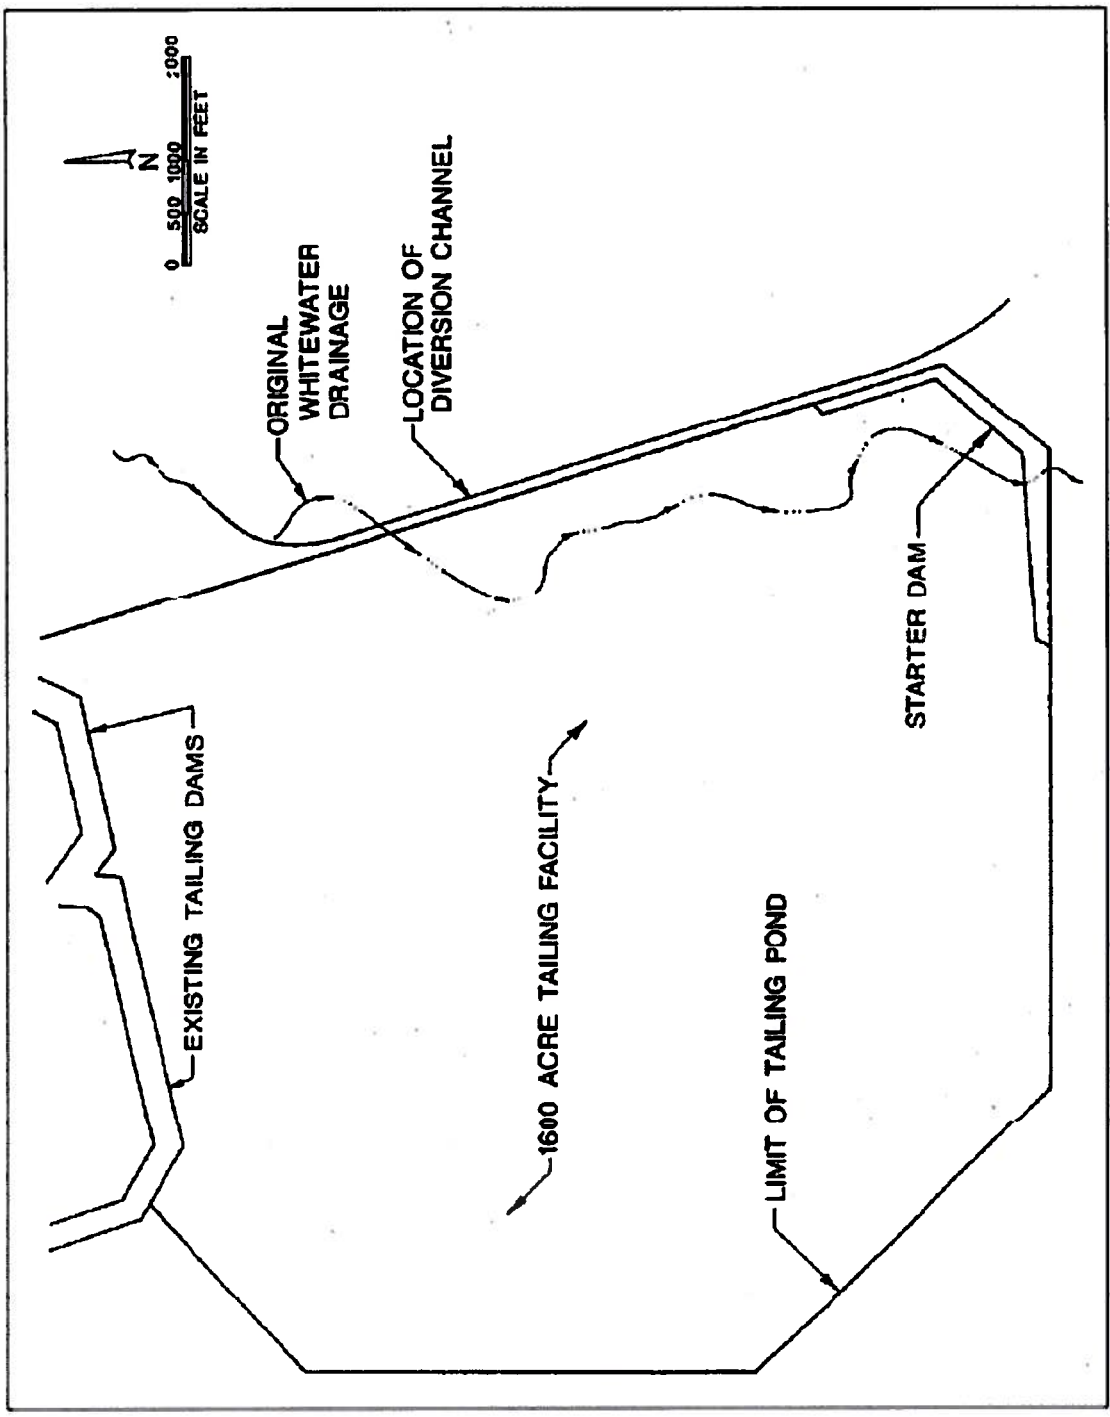 N
0 500 1000 2000
SCALE IN FEET
EXISTING TAILING DAMS
ORIGINAL
WHITEWATER
DRAINAGE
LOCATION OF
DIVERSION CHANNEL
1600 ACRE TAILING FACILITY
LIMIT OF TAILING POND
STARTER DAM